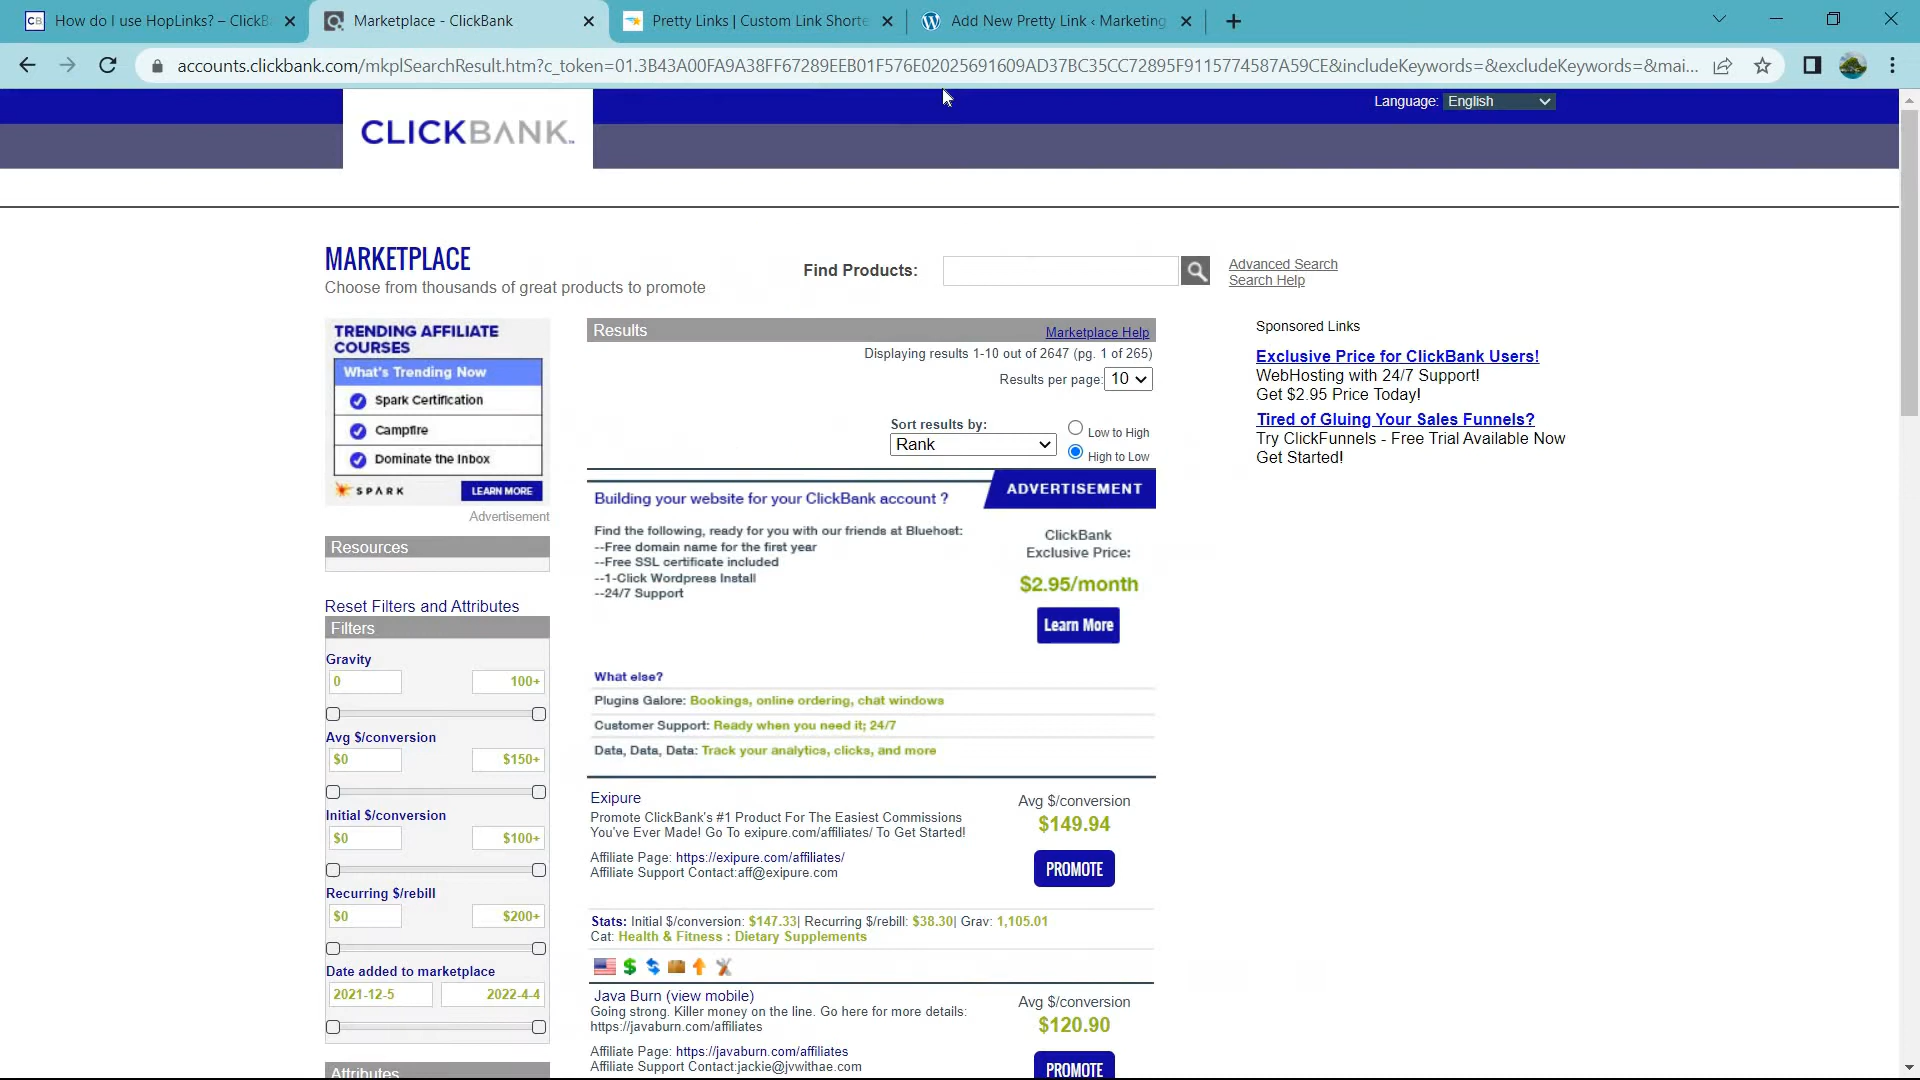 How do I use HopLinks? – ClickB
Marketplace - ClickBank
Pretty Links | Custom Link Shorte
Add New Pretty Link ‹ Marketing
accounts.clickbank.com/mkplSearchResult.htm?c_token=01.3B43A00FA9A38FF67289EEB01F576E02025691609AD37BC35CC72895F9115774587A59CE&includeKeywords=&excludeKeywords=&mai...
Language: English
CLICKBANK™
MARKETPLACE
Choose from thousands of great products to promote
Find Products:
Advanced Search
Search Help
TRENDING AFFILIATE
COURSES
What's Trending Now
Spark Certification
Campfire
Dominate the Inbox
SPARK
LEARN MORE
Advertisement
Resources
Reset Filters and Attributes
Filters
Gravity
0 100+
Avg $/conversion
$0 $150+
Initial $/conversion
$0 $100+
Recurring $/rebill
$0 $200+
Date added to marketplace
2021-12-5 2022-4-4
Attributes
Results
Marketplace Help
Displaying results 1-10 out of 2647 (pg. 1 of 265)
Results per page: 10
Sort results by:
Rank
Low to High
High to Low
ADVERTISEMENT
Building your website for your ClickBank account ?
Find the following, ready for you with our friends at Bluehost:
--Free domain name for the first year
--Free SSL certificate included
--1-Click Wordpress Install
--24/7 Support
ClickBank
Exclusive Price:
$2.95/month
Learn More
What else?
Plugins Galore: Bookings, online ordering, chat windows
Customer Support: Ready when you need it; 24/7
Data, Data, Data: Track your analytics, clicks, and more
Exipure
Promote ClickBank's #1 Product For The Easiest Commissions
You've Ever Made! Go To exipure.com/affiliates/ To Get Started!
Affiliate Page: https://exipure.com/affiliates/
Affiliate Support Contact:aff@exipure.com
Avg $/conversion
$149.94
PROMOTE
Stats: Initial $/conversion: $147.33| Recurring $/rebill: $38.30| Grav: 1,105.01
Cat: Health & Fitness : Dietary Supplements
Java Burn (view mobile)
Going strong. Killer money on the line. Go here for more details:
https://javaburn.com/affiliates
Affiliate Page: https://javaburn.com/affiliates
Affiliate Support Contact:jackie@jvwithae.com
Avg $/conversion
$120.90
PROMOTE
Sponsored Links
Exclusive Price for ClickBank Users!
WebHosting with 24/7 Support!
Get $2.95 Price Today!
Tired of Gluing Your Sales Funnels?
Try ClickFunnels - Free Trial Available Now
Get Started!